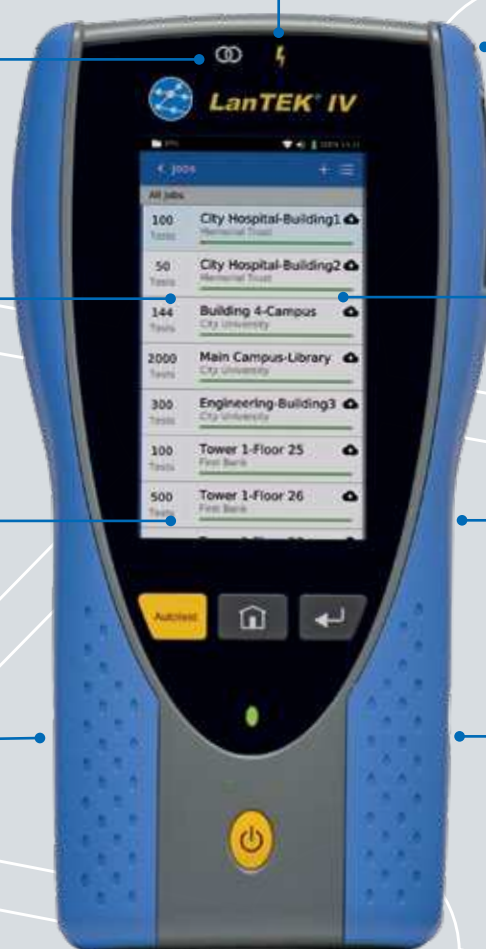 LanTEK® IV
Jobs
All Jobs
100 City Hospital-Building1
Tests Memorial Trust
50 City Hospital-Building2
Tests Memorial Trust
144 Building 4-Campus
Tests City University
2000 Main Campus-Library
Tests City University
300 Engineering-Building3
Tests City University
100 Tower 1-Floor 25
Tests First Bank
500 Tower 1-Floor 26
Tests First Bank
Autotest